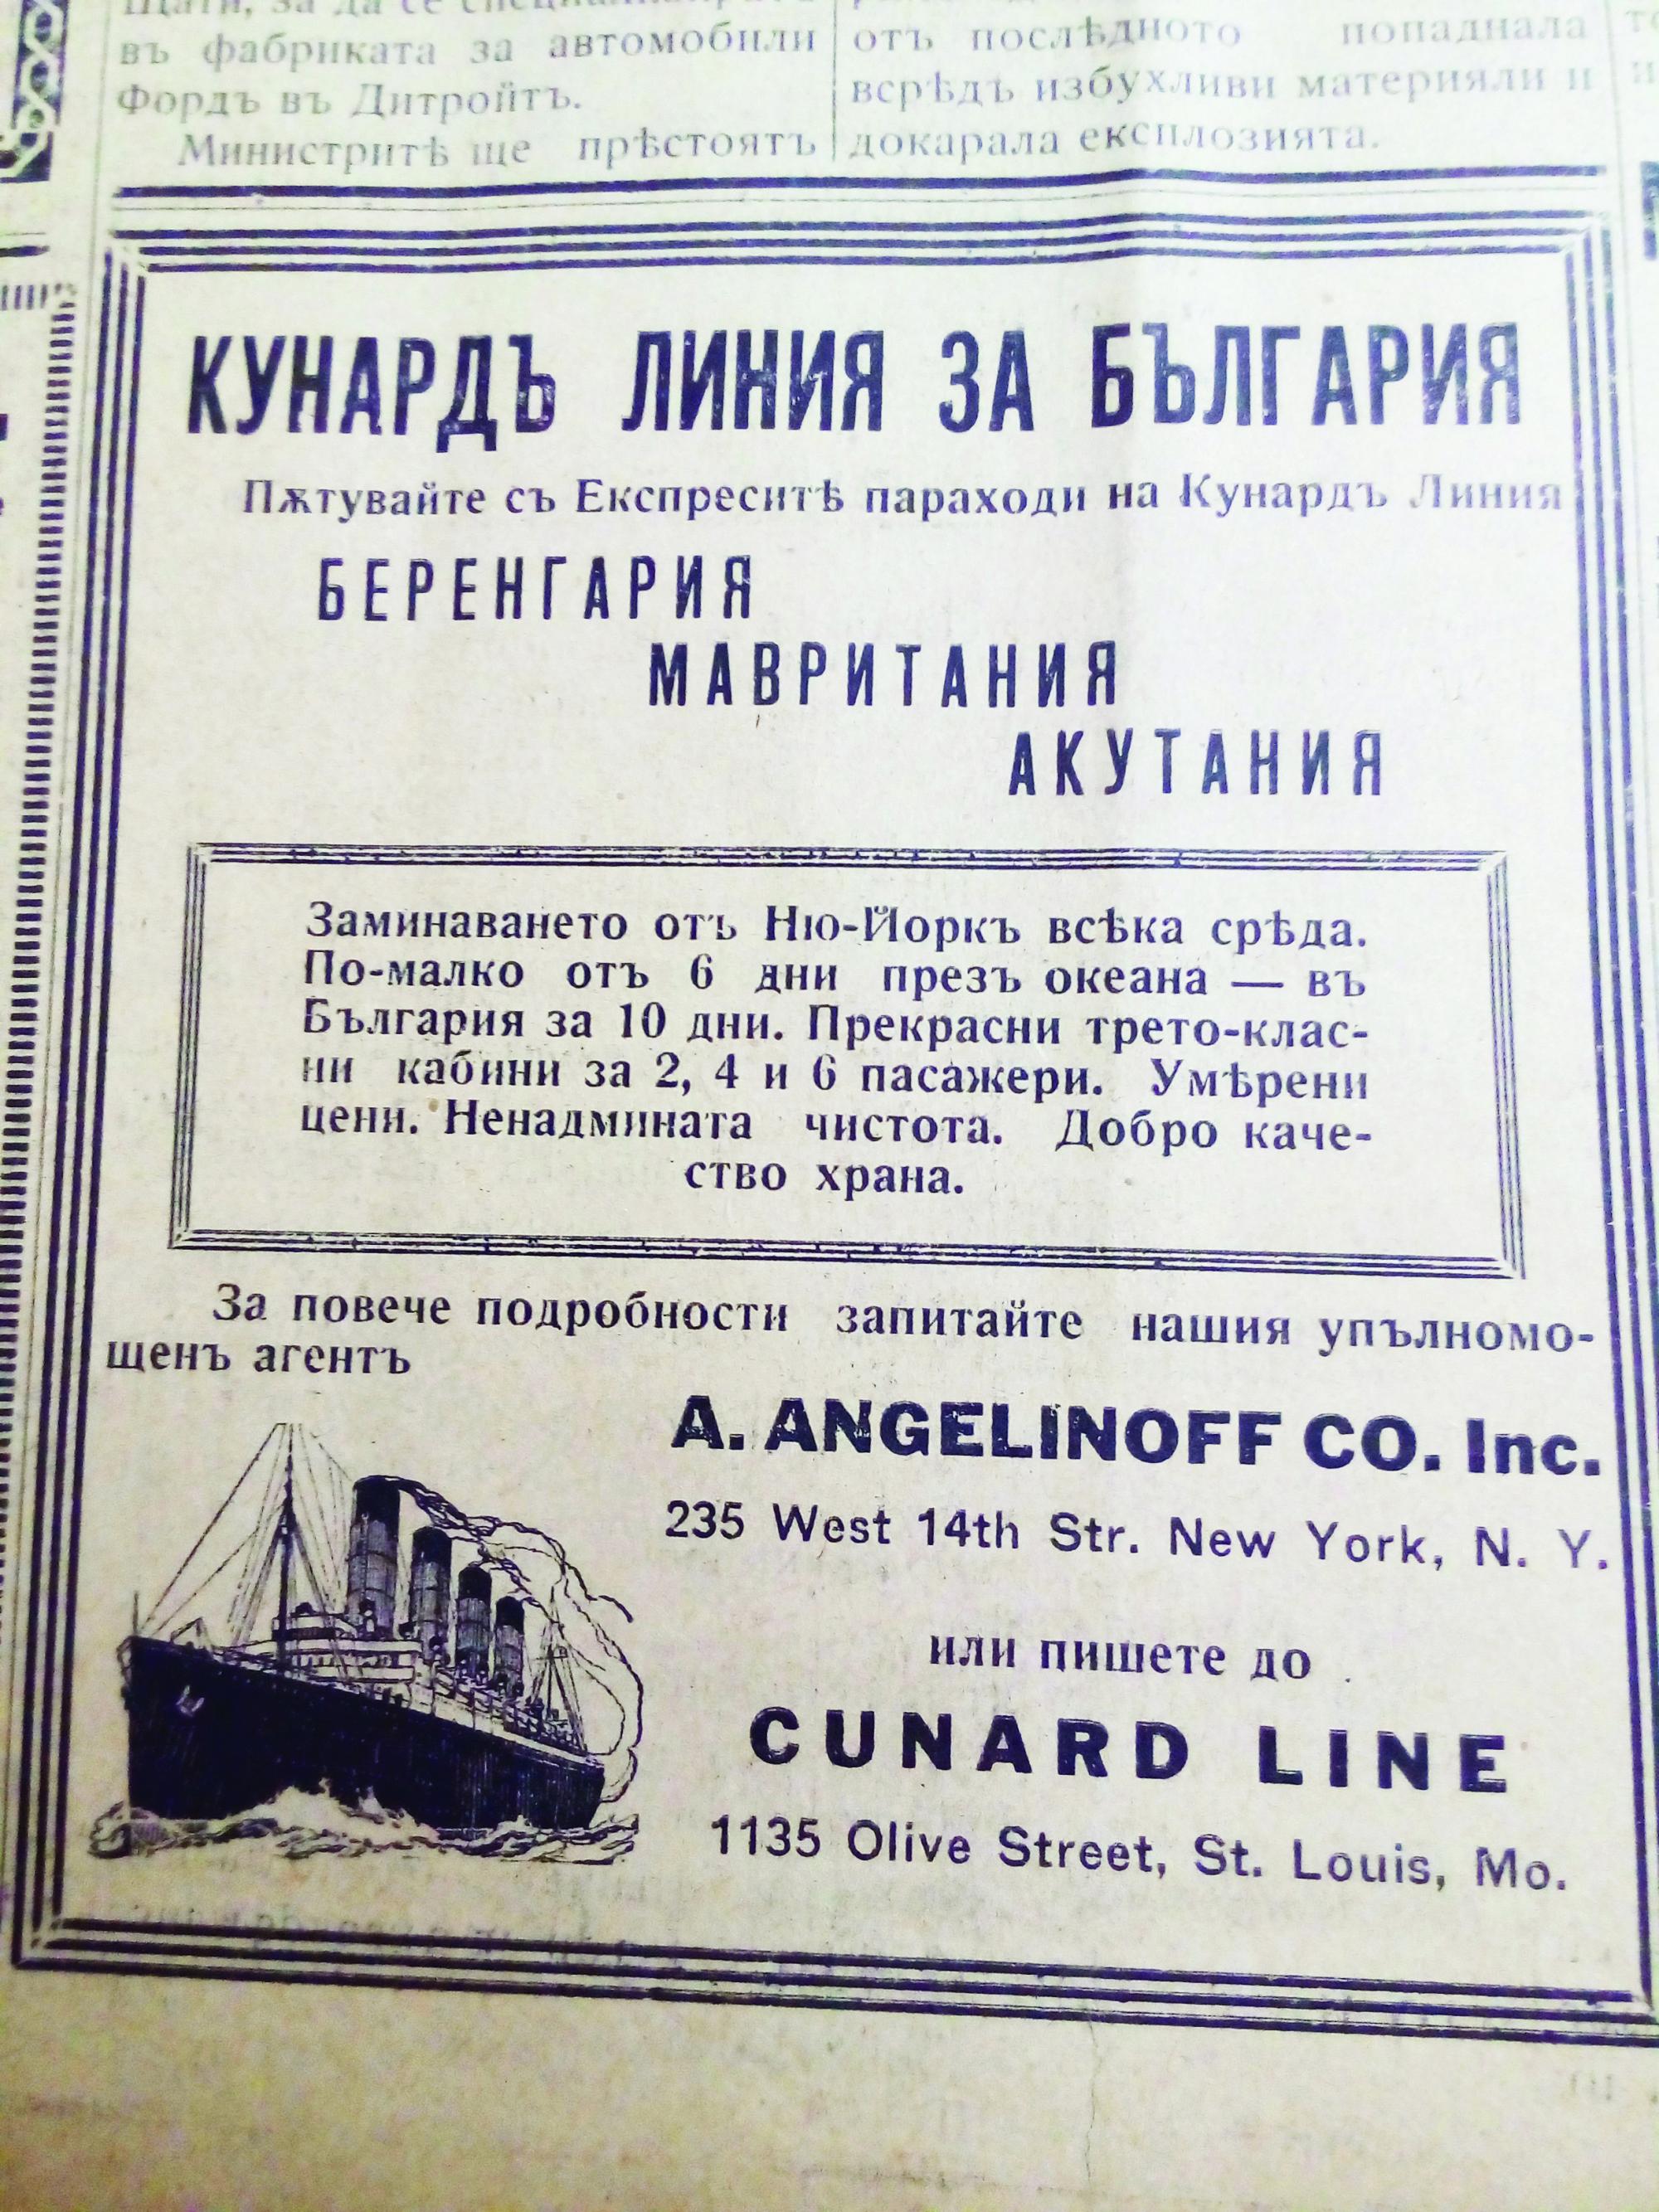 въ фабриката за автомобили
Фордъ въ Дитройтъ.
Министритѣ ще прѣстоятъ
отъ послѣдното попаднала
всрѣдъ избухливи материяли и
докарала експлозията.
КУНАРДЪ ЛИНИЯ ЗА БЪЛГАРИЯ
Пѫтувайте съ Експреситѣ параходи на Кунардъ Линия
БЕРЕНГАРИЯ
МАВРИТАНИЯ
АКУТАНИЯ
Заминаването отъ Ню-Йоркъ всѣка срѣда.
По-малко отъ 6 дни презъ океана — въ
България за 10 дни. Прекрасни трето-клас-
ни кабини за 2, 4 и 6 пасажери. Умѣрени
цени. Ненадмината чистота. Добро каче-
ство храна.
За повече подробности запитайте нашия упълномо-
щенъ агентъ
A. ANGELINOFF CO. Inc.
235 West 14th Str. New York, N. Y.
или пишете до
CUNARD LINE
1135 Olive Street, St. Louis, Mo.